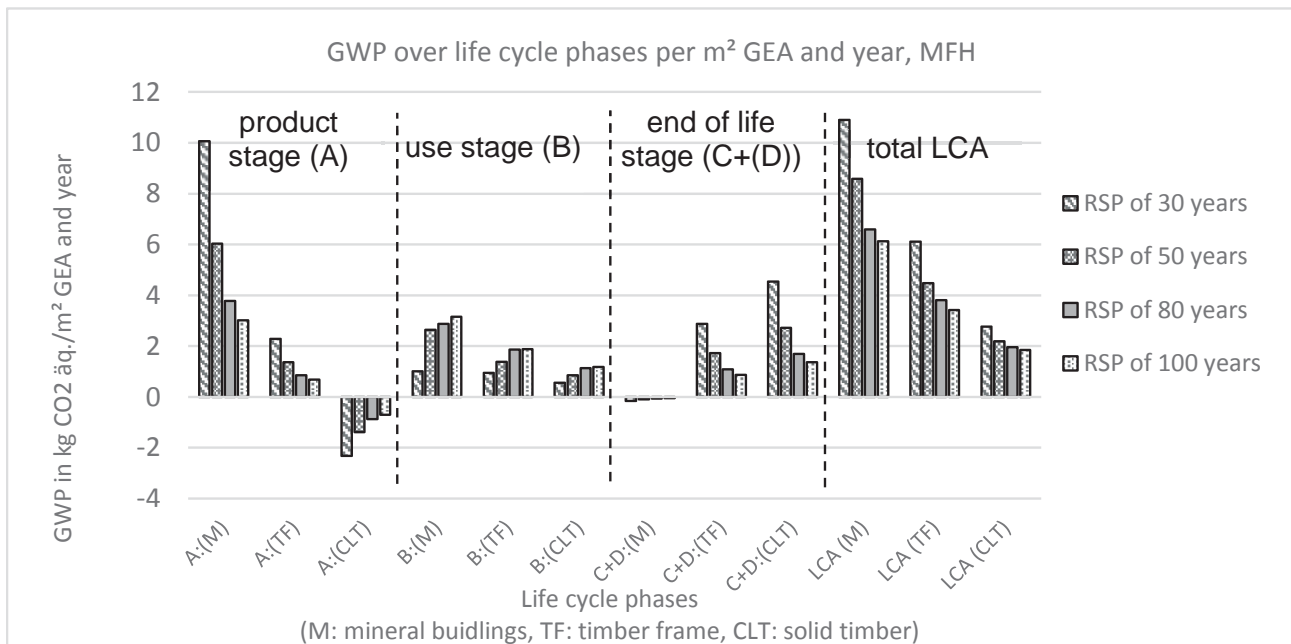 GWP over life cycle phases per m² GEA and year, MFH
GWP in kg CO2 äq./m² GEA and year
12
10
8
6
4
2
0
-2
-4
product
stage (A)
use stage (B)
end of life
stage (C+(D))
total LCA
RSP of 30 years
RSP of 50 years
RSP of 80 years
RSP of 100 years
A:(M)
A:(TF)
A:(CLT)
B:(M)
B:(TF)
B:(CLT)
C+D:(M)
C+D:(TF)
C+D:(CLT)
LCA (M)
LCA (TF)
LCA (CLT)
Life cycle phases
(M: mineral buidlings, TF: timber frame, CLT: solid timber)